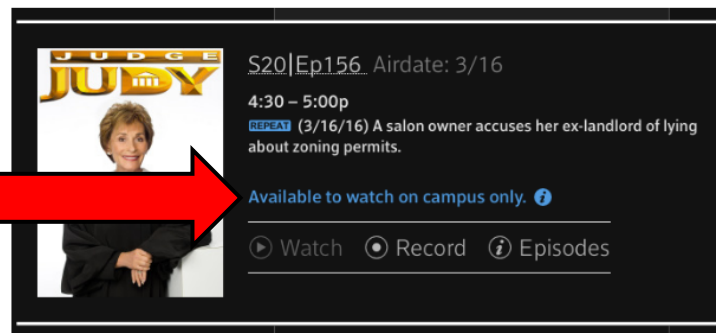 JUDGE
JUDY
S20|Ep156 Airdate: 3/16
4:30 – 5:00p
REPEAT (3/16/16) A salon owner accuses her ex-landlord of lying
about zoning permits.
Available to watch on campus only. i
Watch Record i Episodes